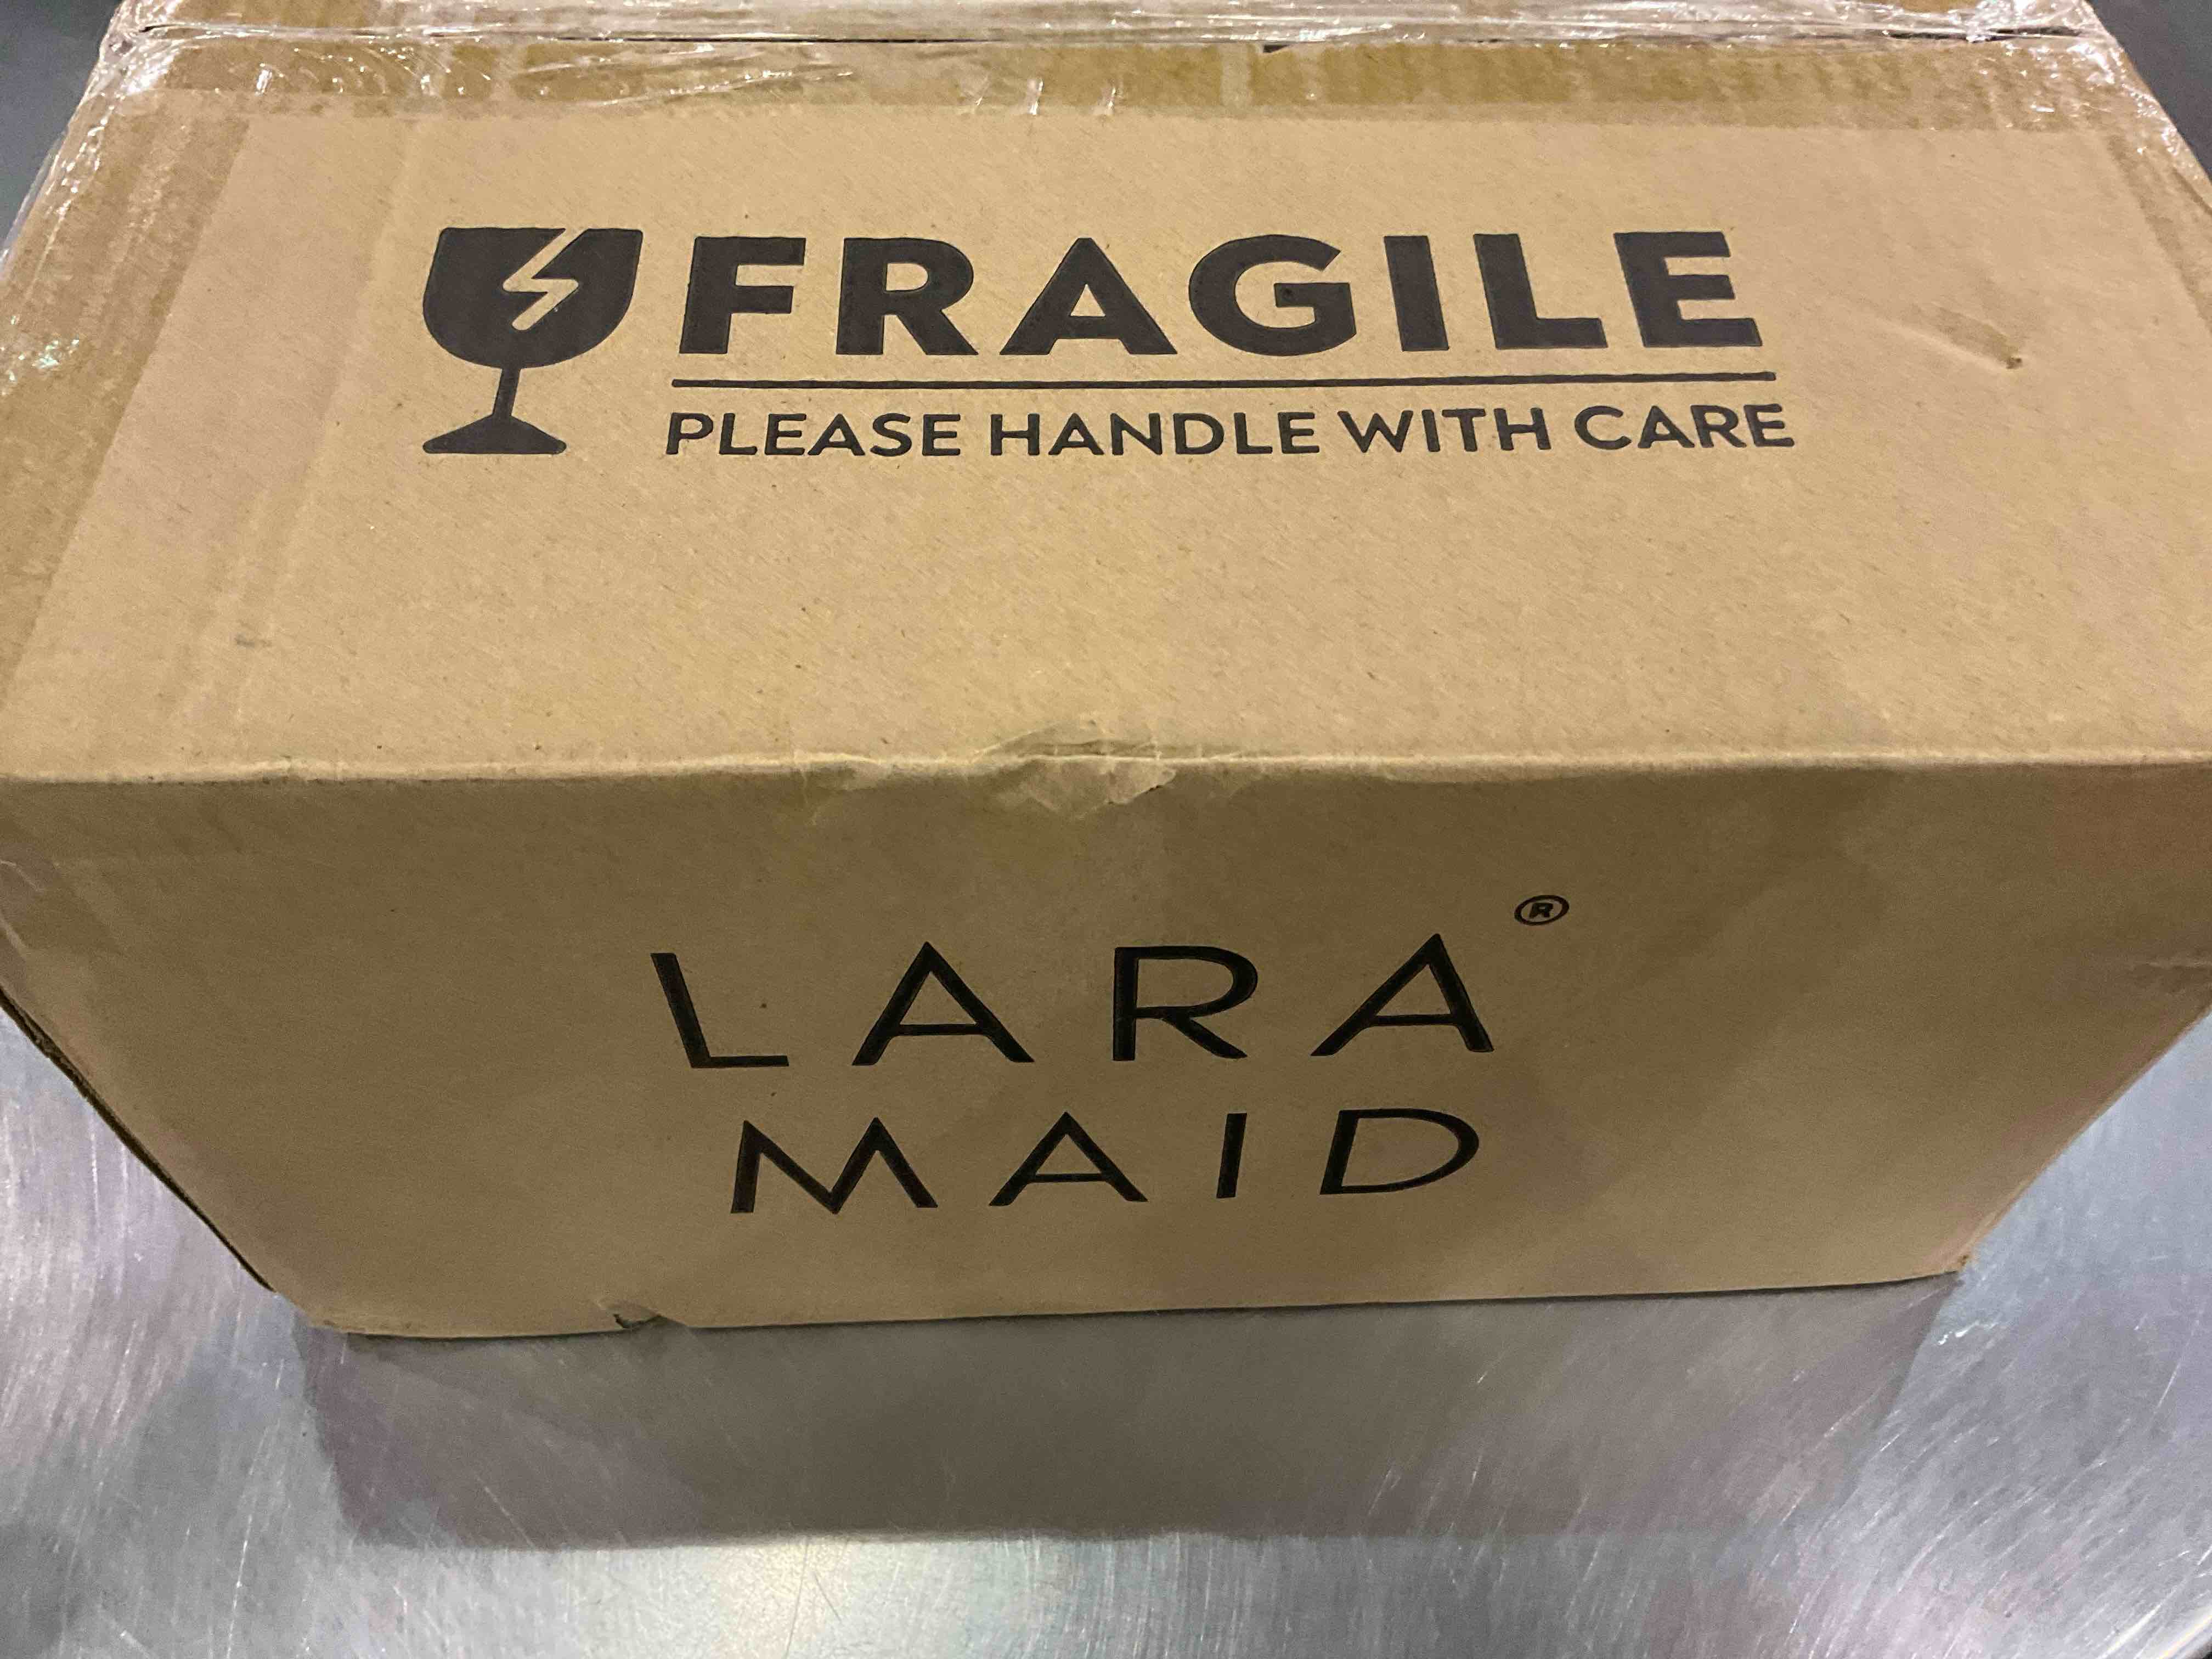 FRAGILE
PLEASE HANDLE WITH CARE
LARA®
MAID